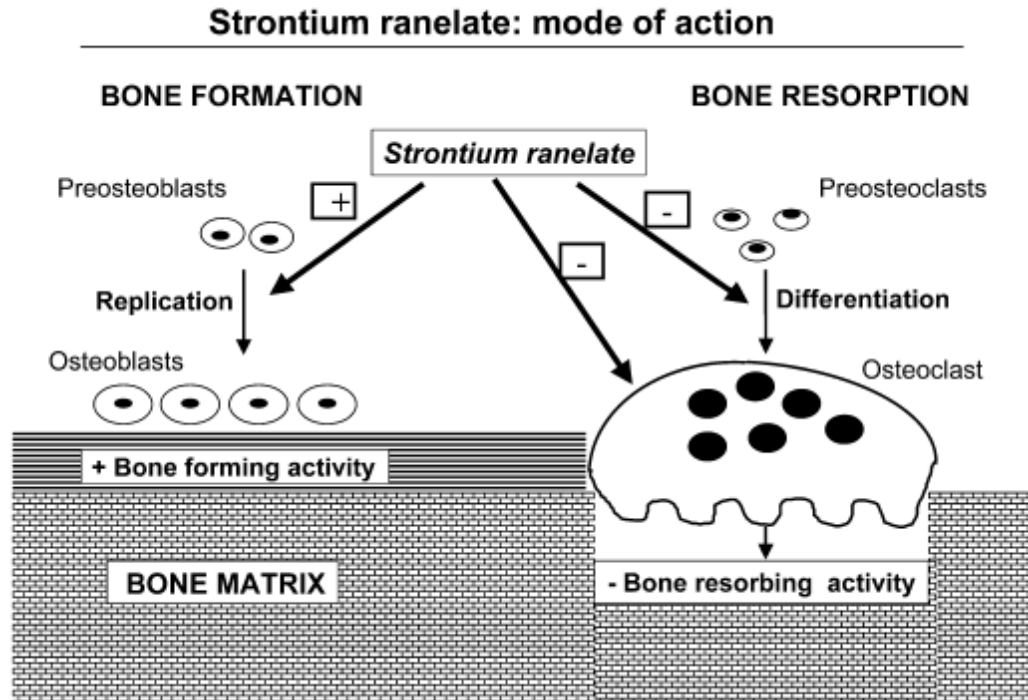 Strontium ranelate: mode of action
BONE FORMATION
BONE RESORPTION
Strontium ranelate
Preosteoblasts
+
-
Preosteoclasts
-
Replication
Differentiation
Osteoblasts
Osteoclast
+ Bone forming activity
BONE MATRIX
- Bone resorbing activity